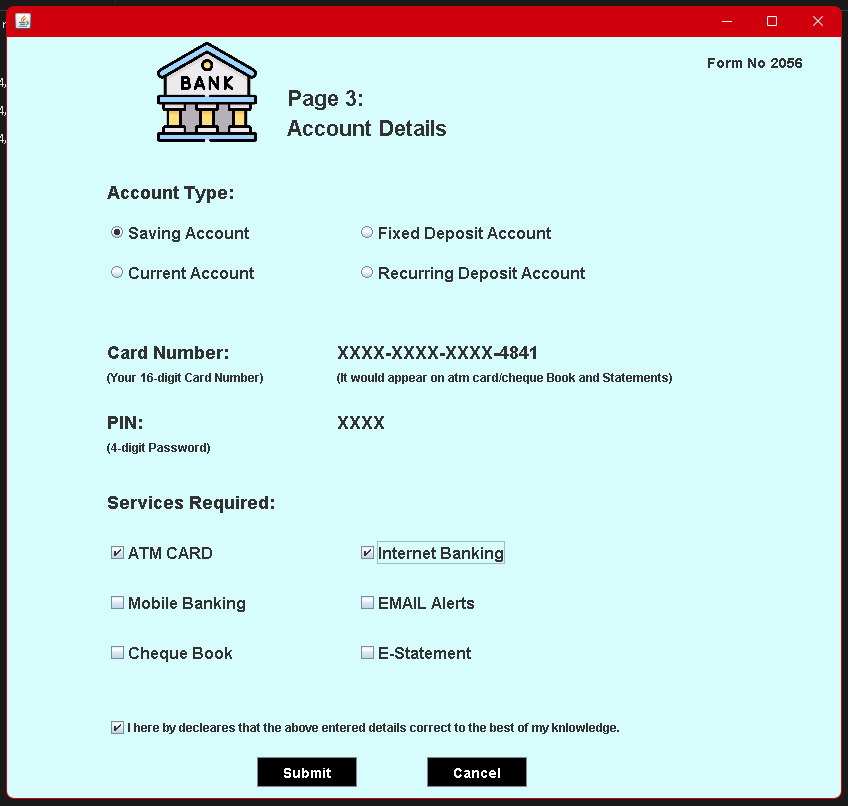 Form No 2056
BANK
Page 3:
Account Details
Account Type:
Saving Account
Fixed Deposit Account
Current Account
Recurring Deposit Account
Card Number:
XXXX-XXXX-XXXX-4841
(Your 16-digit Card Number)
(It would appear on atm card/cheque Book and Statements)
PIN:
XXXX
(4-digit Password)
Services Required:
ATM CARD
Internet Banking
Mobile Banking
EMAIL Alerts
Cheque Book
E-Statement
I here by decleares that the above entered details correct to the best of my knlowledge.
Submit
Cancel